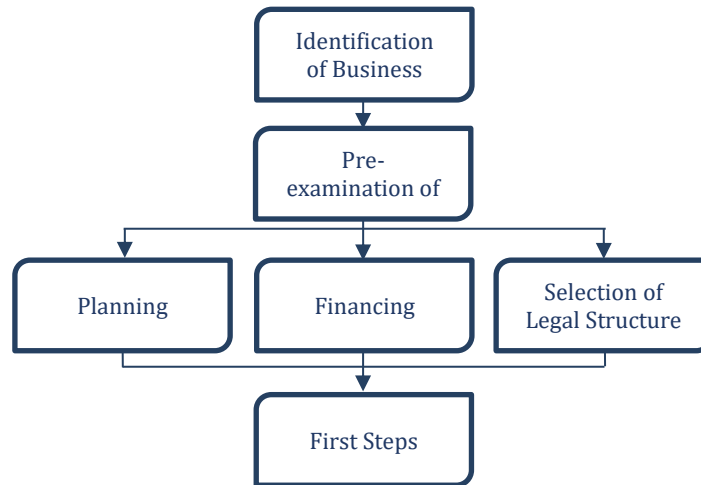 Identification
of Business
Pre-
examination of
Planning
Financing
Selection of
Legal Structure
First Steps